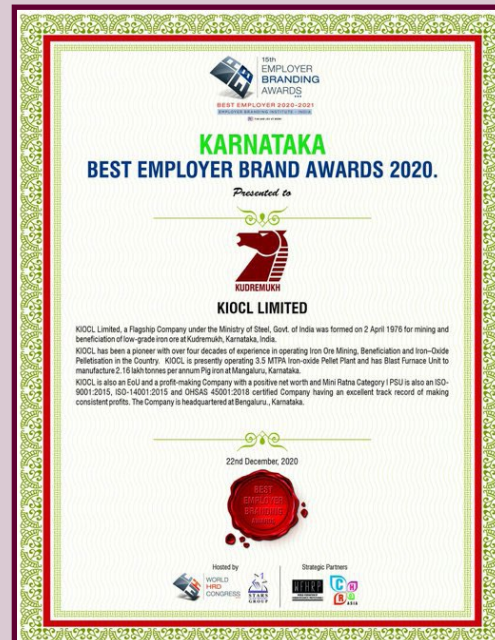 15th
EMPLOYER
BRANDING
AWARDS
BEST EMPLOYER 2020-2021
EMPLOYER BRANDING INSTITUTE - INDIA
KARNATAKA
BEST EMPLOYER BRAND AWARDS 2020.
Presented to
KUDREMUKH
KIOCL LIMITED
KIOCL Limited, a Flagship Company under the Ministry of Steel, Govt. of India was formed on 2 April 1976 for mining and
beneficiation of low-grade iron ore at Kudremukh, Karnataka, India.
KIOCL has been a pioneer with over four decades of experience in operating Iron Ore Mining, Beneficiation and Iron–Oxide
Pelletisation in the Country. KIOCL is presently operating 3.5 MTPA Iron-oxide Pellet Plant and has Blast Furnace Unit to
manufacture 2.16 lakh tonnes per annum Pig iron at Mangaluru, Karnataka.
KIOCL is also an EoU and a profit-making Company with a positive net worth and Mini Ratna Category I PSU is also an ISO-
9001:2015, ISO-14001:2015 and OHSAS 45001:2018 certified Company having an excellent track record of making
consistent profits. The Company is headquartered at Bengaluru., Karnataka.
22nd December, 2020
BEST
EMPLOYER
BRANDING
AWARDS
Hosted by
Strategic Partners
WORLD
HRD
CONGRESS
STARS
GROUP
CHRO
ASIA